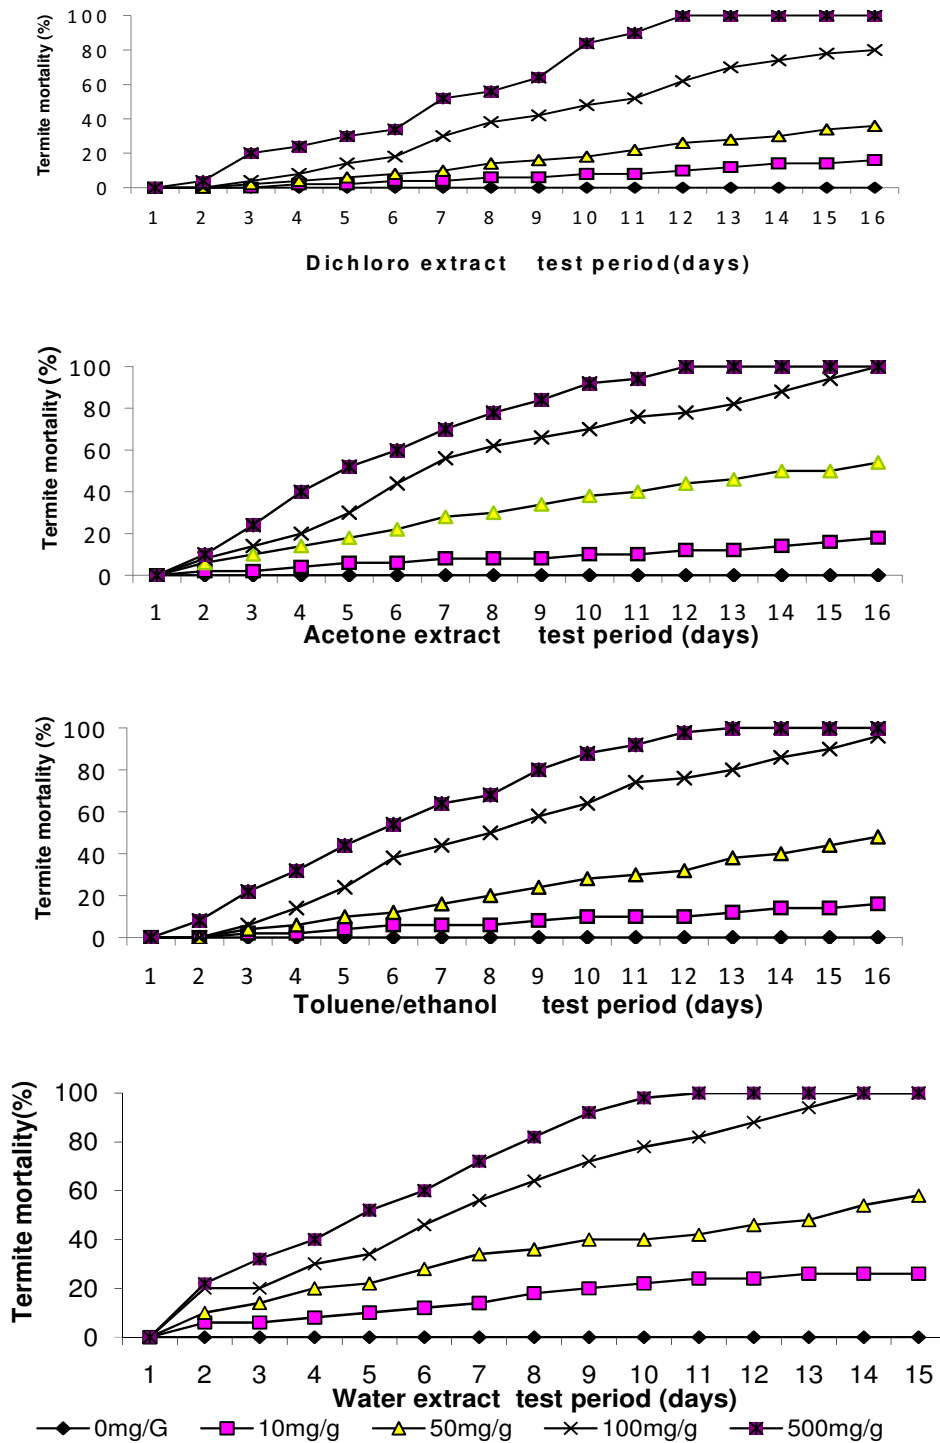 Termite mortality (%)
100
80
60
40
20
0
1 2 3 4 5 6 7 8 9 10 11 12 13 14 15 16
Dichloro extract test period(days)
Termite mortality (%)
100
80
60
40
20
0
1 2 3 4 5 6 7 8 9 10 11 12 13 14 15 16
Acetone extract test period (days)
Termite mortality (%)
100
80
60
40
20
0
1 2 3 4 5 6 7 8 9 10 11 12 13 14 15 16
Toluene/ethanol test period (days)
Termite mortality(%)
100
80
60
40
20
0
1 2 3 4 5 6 7 8 9 10 11 12 13 14 15
Water extract test period (days)
0mg/G 10mg/g 50mg/g 100mg/g 500mg/g